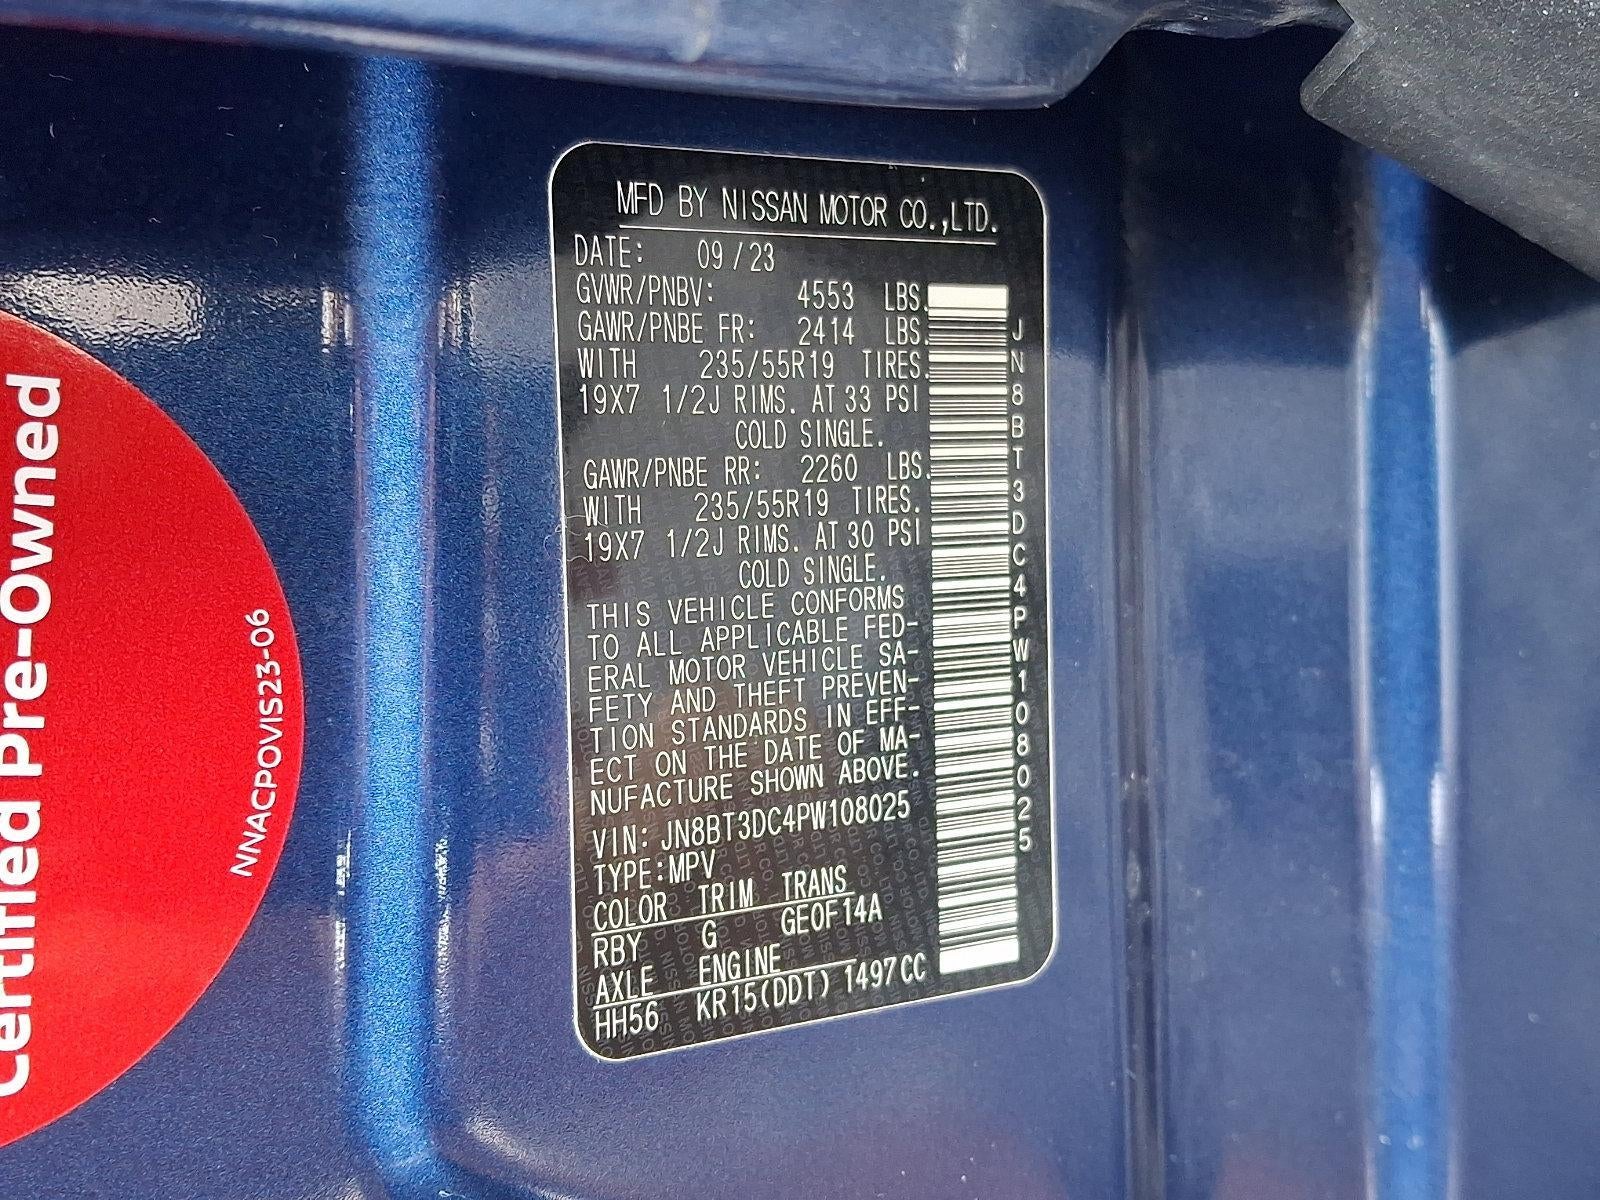 MFD BY NISSAN MOTOR CO.,LTD.
DATE: 09/23
GVWR/PNBV: 4553 LBS.
GAWR/PNBE FR: 2414 LBS.
WITH 235/55R19 TIRES.
19X7 1/2J RIMS. AT 33 PSI
COLD SINGLE.
GAWR/PNBE RR: 2260 LBS.
WITH 235/55R19 TIRES.
19X7 1/2J RIMS. AT 30 PSI
COLD SINGLE.
THIS VEHICLE CONFORMS
TO ALL APPLICABLE FED-
ERAL MOTOR VEHICLE SA-
FETY AND THEFT PREVEN-
TION STANDARDS IN EFF-
ECT ON THE DATE OF MA-
NUFACTURE SHOWN ABOVE.
VIN: JN8BT3DC4PW108025
TYPE:MPV
COLOR TRIM TRANS
RBY G GEOF14A
AXLE ENGINE
HH56 KR15(DDT) 1497CC
JN8BT3DC4PW108025
Certified Pre-Owned
NNACPOVIS23-06